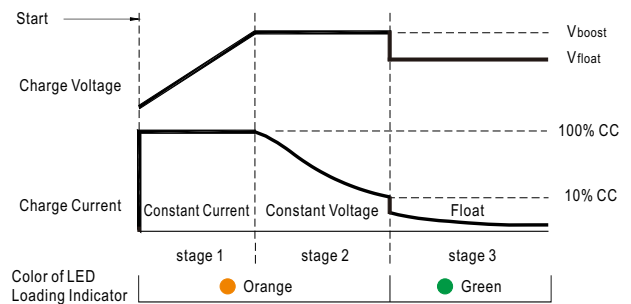 Start
Vboost
Vfloat
Charge Voltage
100% CC
10% CC
Charge Current
Constant Current
Constant Voltage
Float
stage 1
stage 2
stage 3
Color of LED
Loading Indicator
Orange
Green